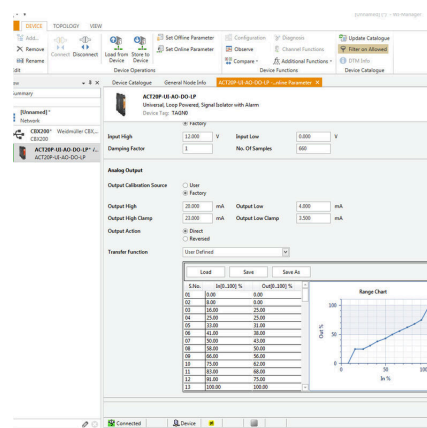 (Unnamed)* - WI-Manager
DEVICE TOPOLOGY VIEW
Add...
Remove
Rename
Connect Disconnect
Load from Device
Store to Device
Set Offline Parameter
Set Online Parameter
Configuration
Observe
Compare
Diagnosis
Channel Functions
Additional Functions
Update Catalogue
Filter on Allowed
DTM Info
Edit Device Operations Device Functions Device Catalogue
Device Catalogue General Node Info ACT20P-UI-AO-DO-LP -...nline Parameter ×
ummary
(Unnamed)*
Network
CBX200* Weidmüller CBX...
CBX200
ACT20P-UI-AO-DO-LP* /...
ACT20P-UI-AO-DO-LP
ACT20P-UI-AO-DO-LP
Universal, Loop Powered, Signal Isolator with Alarm
Device Tag: TAGN0
Factory
Input High 12.000 V Input Low 0.000 V
Damping Factor 1 No. Of Samples 660
Analog Output
Output Calibration Source User
Factory
Output High 20.000 mA Output Low 4.000 mA
Output High Clamp 23.000 mA Output Low Clamp 3.500 mA
Output Action Direct
Reversed
Transfer Function User Defined
Load Save Save As
S.No. In[0..100] % Out[0..100] %
01 0.00 0.00
02 8.00 0.00
03 16.00 25.00
04 25.00 25.00
05 33.00 31.00
06 41.00 38.00
07 50.00 43.00
08 58.00 50.00
09 66.00 56.00
10 75.00 62.00
11 83.00 68.00
12 91.00 75.00
13 100.00 100.00
Range Chart
100
50
0
Out %
0 50 100
In %
Connected Device